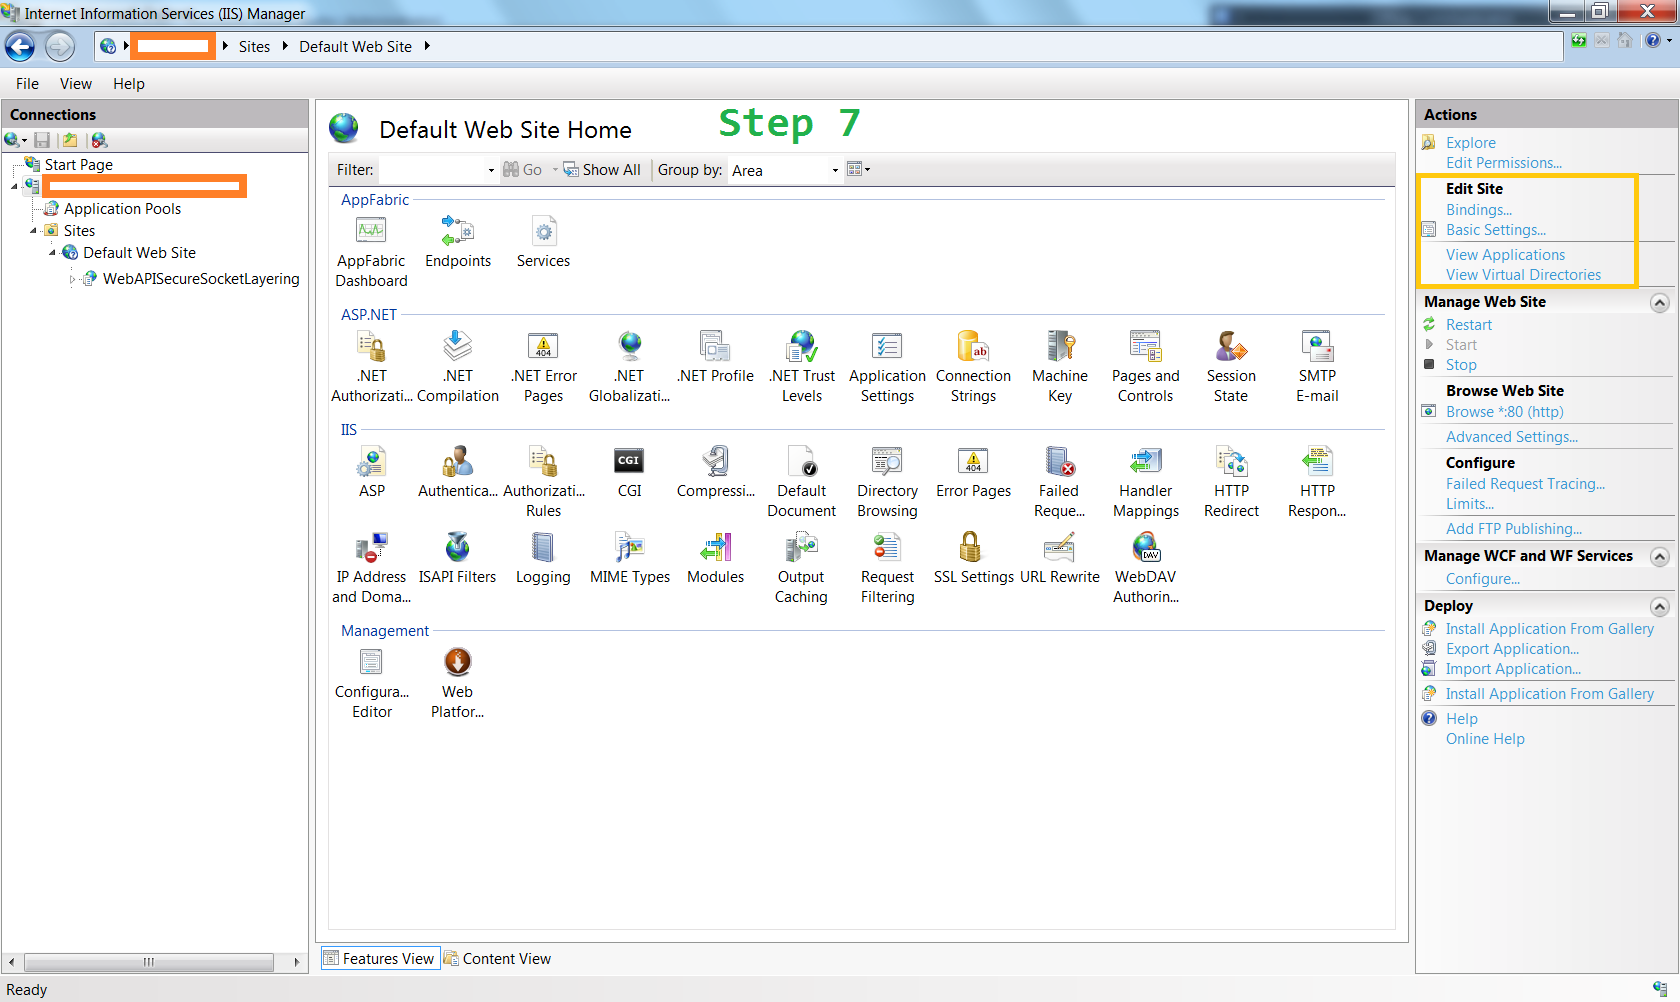 Internet Information Services (IIS) Manager
Sites
Default Web Site
File View Help
Connections
Start Page
Application Pools
Sites
Default Web Site
WebAPISecureSocketLayering
Default Web Site Home
Step 7
Filter: Go Show All Group by: Area
AppFabric
AppFabric Dashboard
Endpoints
Services
ASP.NET
.NET Authorizati...
.NET Compilation
.NET Error Pages
.NET Globalizati...
.NET Profile
.NET Trust Levels
Application Settings
Connection Strings
Machine Key
Pages and Controls
Session State
SMTP E-mail
ab
404
IIS
ASP
Authentica...
Authorizati... Rules
CGI
CGI
Compressi...
Default Document
Directory Browsing
404
Error Pages
Failed Reque...
Handler Mappings
HTTP Redirect
HTTP Respon...
IP Address and Doma...
ISAPI Filters
Logging
MIME Types
Modules
Output Caching
Request Filtering
SSL Settings
URL Rewrite
DAV
WebDAV Authorin...
Management
Configura... Editor
Web Platfor...
Features View
Content View
Ready
Actions
Explore
Edit Permissions...
Edit Site
Bindings...
Basic Settings...
View Applications
View Virtual Directories
Manage Web Site
Restart
Start
Stop
Browse Web Site
Browse *:80 (http)
Advanced Settings...
Configure
Failed Request Tracing...
Limits...
Add FTP Publishing...
Manage WCF and WF Services
Configure...
Deploy
Install Application From Gallery
Export Application...
Import Application...
Install Application From Gallery
Help
Online Help